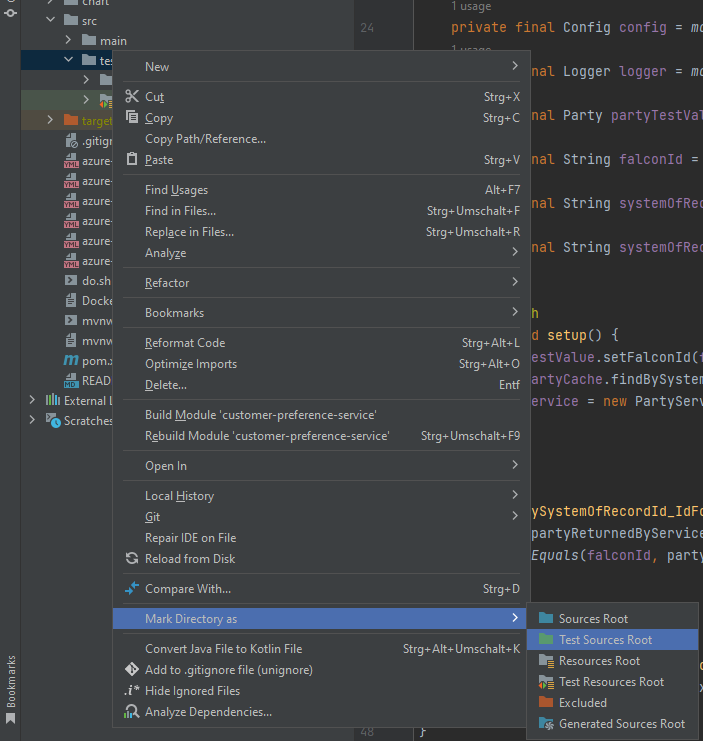 chart
src
main
tes
target
.gitign
azure-
azure-
azure-
azure-
azure-
azure-
do.sh
Docke
mvnw
mvnw
pom.x
READ
External L
Scratches
Bookmarks
New
Cut Strg+X
Copy Strg+C
Copy Path/Reference...
Paste Strg+V
Find Usages Alt+F7
Find in Files... Strg+Umschalt+F
Replace in Files... Strg+Umschalt+R
Analyze
Refactor
Bookmarks
Reformat Code Strg+Alt+L
Optimize Imports Strg+Alt+O
Delete... Entf
Build Module 'customer-preference-service'
Rebuild Module 'customer-preference-service' Strg+Umschalt+F9
Open In
Local History
Git
Repair IDE on File
Reload from Disk
Compare With... Strg+D
Mark Directory as
Convert Java File to Kotlin File Strg+Alt+Umschalt+K
Add to .gitignore file (unignore)
Hide Ignored Files
Analyze Dependencies...
Sources Root
Test Sources Root
Resources Root
Test Resources Root
Excluded
Generated Sources Root
1 usage
24 private final Config config = mo
1 usage
nal Logger logger = mo
nal Party partyTestVal
nal String falconId =
nal String systemOfRec
nal String systemOfRec
h
d setup() {
estValue.setFalconId(f
artyCache.findBySystem
ervice = new PartyServ
ySystemOfRecordId_IdFo
partyReturnedByService
Equals(falconId, party
48 }